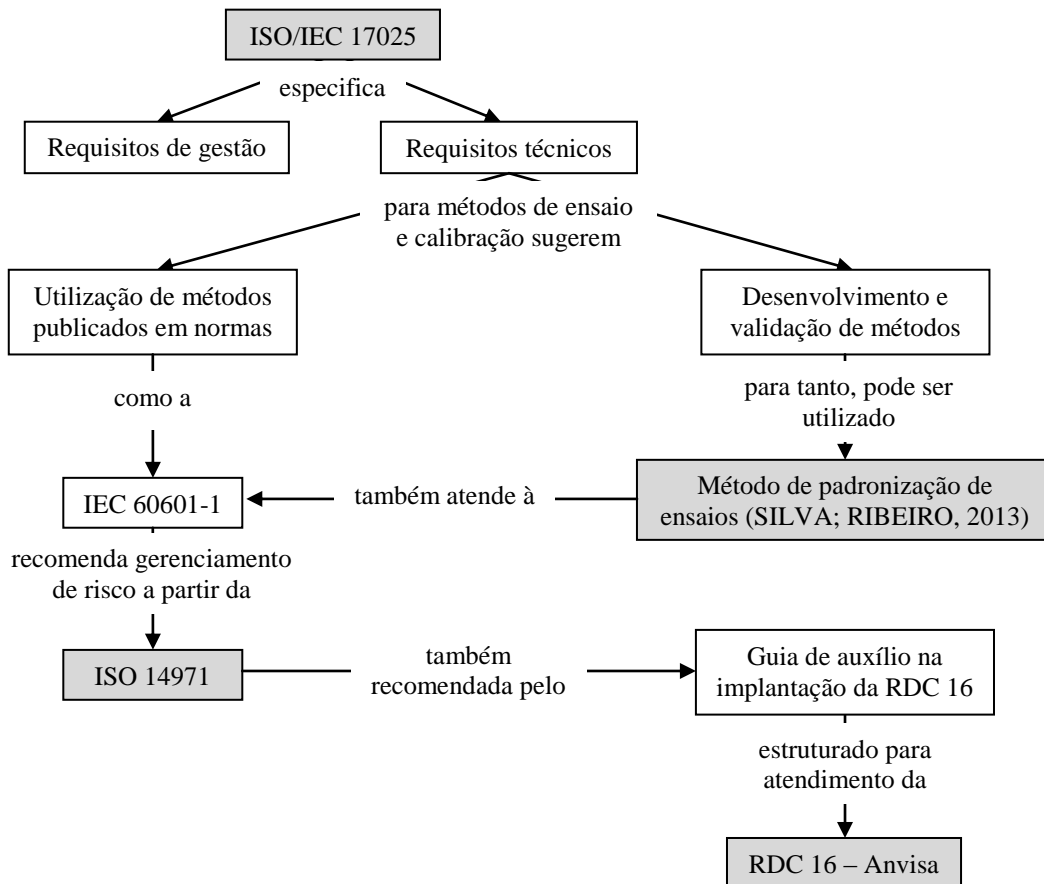 ISO/IEC 17025
especifica
Requisitos de gestão
Requisitos técnicos
para métodos de ensaio
e calibração sugerem
Utilização de métodos
publicados em normas
Desenvolvimento e
validação de métodos
como a
para tanto, pode ser
utilizado
IEC 60601-1
também atende à
Método de padronização de
ensaios (SILVA; RIBEIRO, 2013)
recomenda gerenciamento
de risco a partir da
ISO 14971
também
recomendada pelo
Guia de auxílio na
implantação da RDC 16
estruturado para
atendimento da
RDC 16 – Anvisa